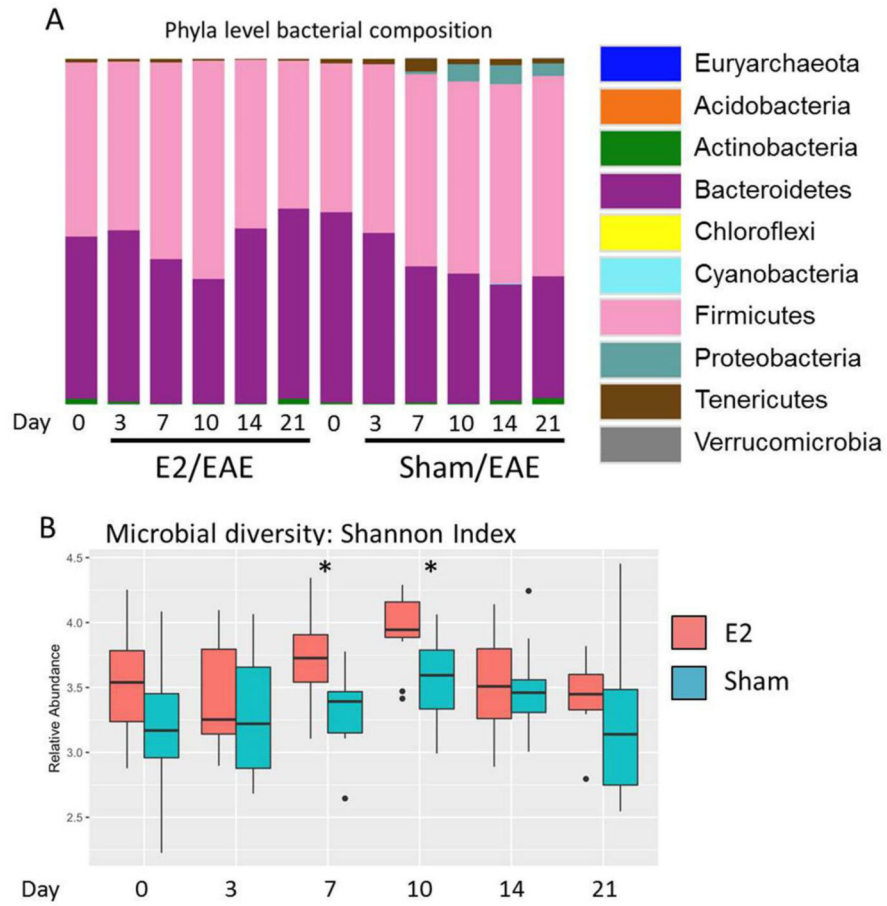 A
Phyla level bacterial composition
Euryarchaeota
Acidobacteria
Actinobacteria
Bacteroidetes
Chloroflexi
Cyanobacteria
Firmicutes
Proteobacteria
Tenericutes
Verrucomicrobia
Day 0 3 7 10 14 21 0 3 7 10 14 21
E2/EAE Sham/EAE
B
Microbial diversity: Shannon Index
4.5
4.0
3.5
3.0
2.5
Relative Abundance
* *
E2
Sham
Day 0 3 7 10 14 21